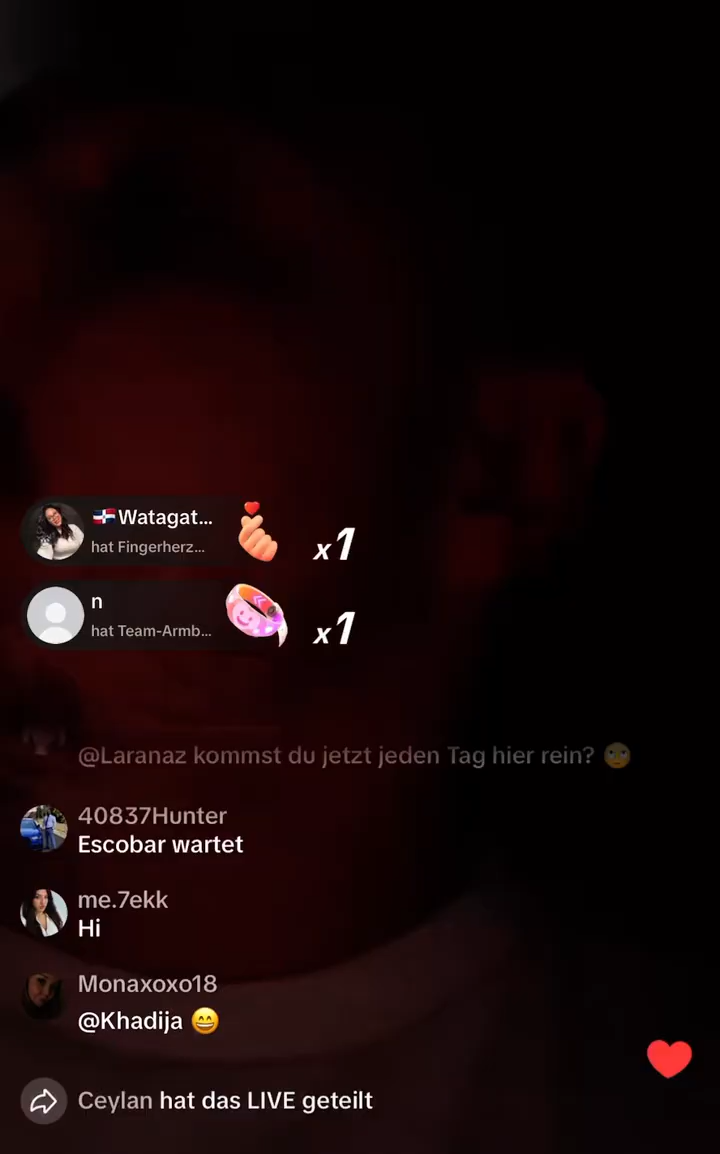 🇩🇴Watagat...
hat Fingerherz...
x1
n
hat Team-Armb...
x1
@Laranaz kommst du jetzt jeden Tag hier rein? 🙄
40837Hunter
Escobar wartet
me.7ekk
Hi
Monaxoxo18
@Khadija 😄
Ceylan hat das LIVE geteilt